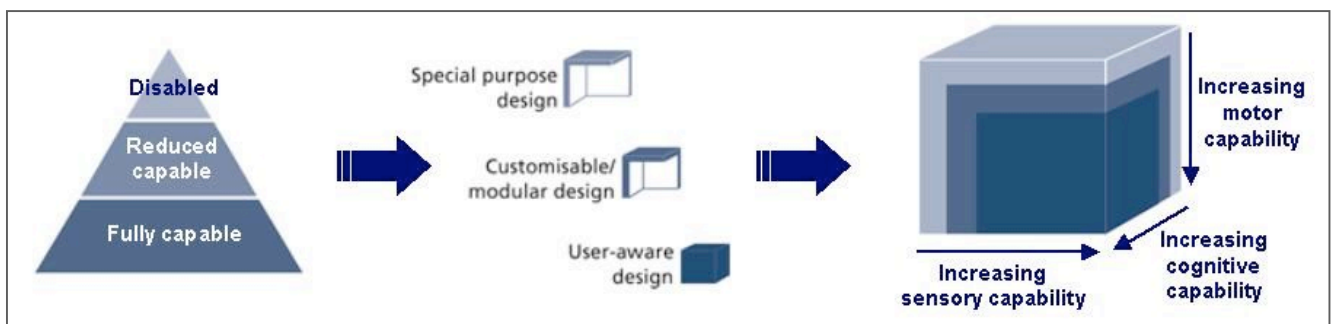 Disabled
Reduced
capable
Fully capable
Special purpose
design
Customisable/
modular design
User-aware
design
Increasing
motor
capability
Increasing
sensory capability
Increasing
cognitive
capability